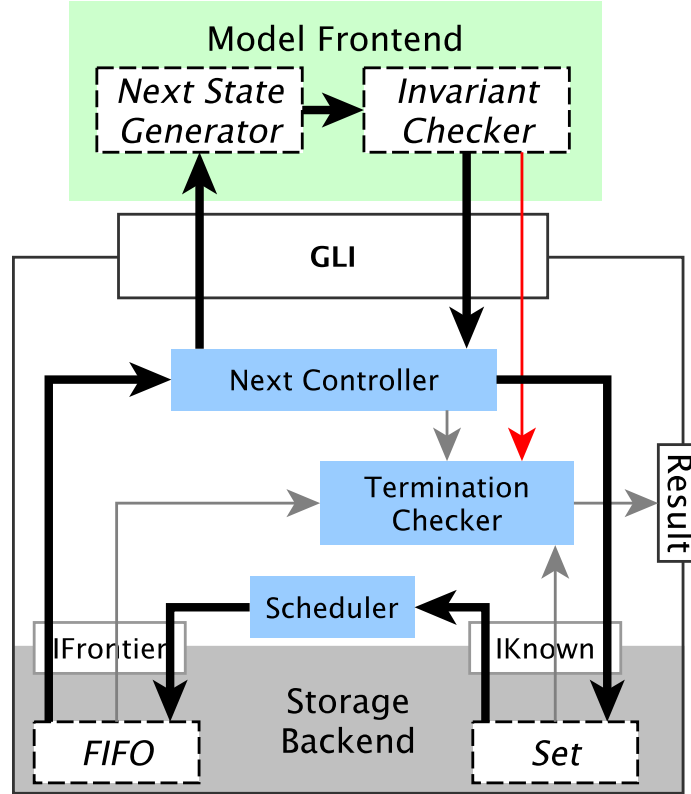 Model Frontend
Next State
Generator
Invariant
Checker
GLI
Next Controller
Termination
Checker
Result
Scheduler
IFrontier
IKnown
Storage
Backend
FIFO
Set